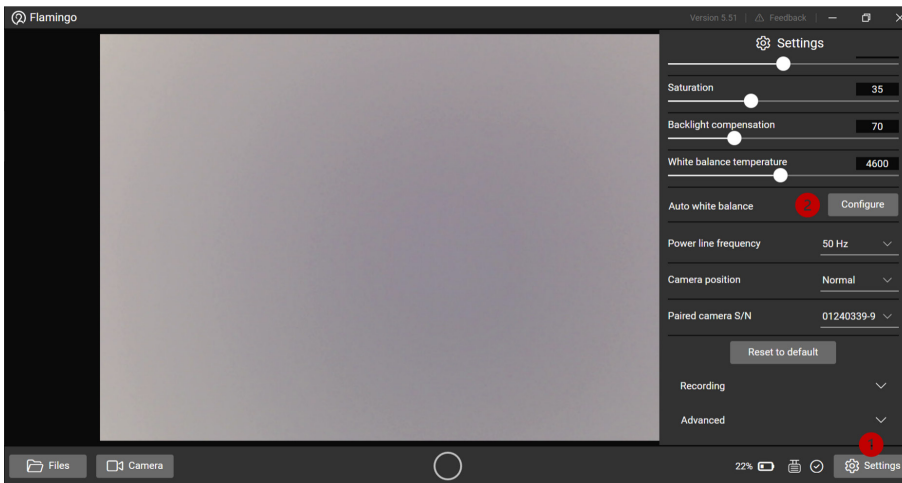 Flamingo
Version 5.51 | Feedback
Settings
Saturation 35
Backlight compensation 70
White balance temperature 4600
Auto white balance 2 Configure
Power line frequency 50 Hz
Camera position Normal
Paired camera S/N 01240339-9
Reset to default
Recording
Advanced
1
Files Camera 22% Settings